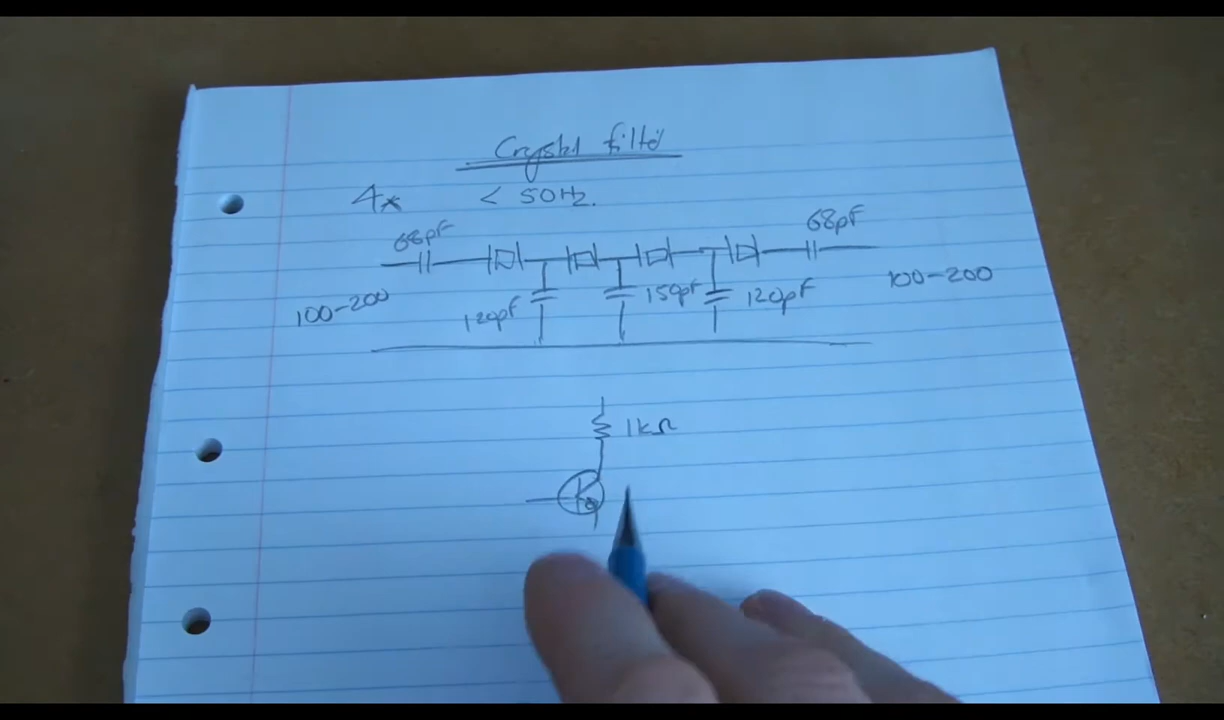 Crystal filter
4x < 50Hz.
68pF 68pF
100-200 120pF 150pF 120pF 100-200
1kΩ